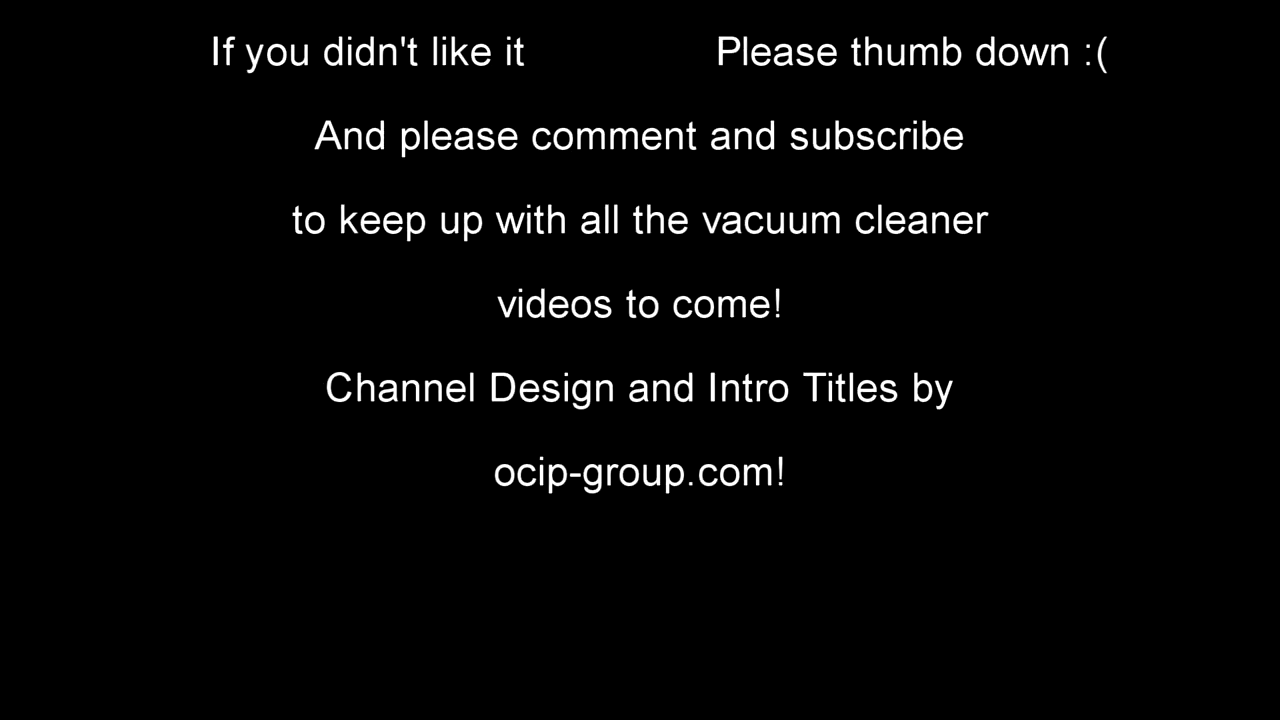 If you didn't like it Please thumb down :(
And please comment and subscribe
to keep up with all the vacuum cleaner
videos to come!
Channel Design and Intro Titles by
ocip-group.com!